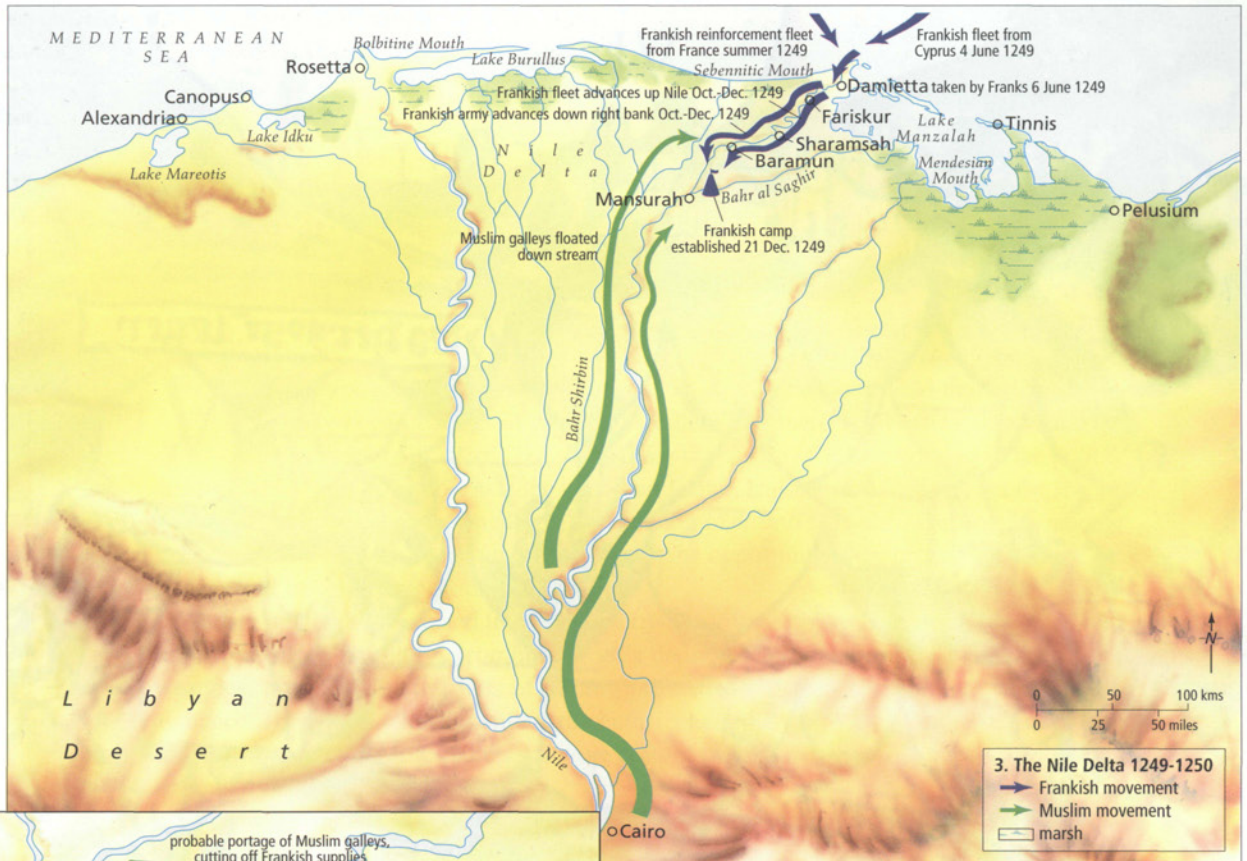 MEDITERRANEAN
SEA
Bolbitine Mouth
Rosetta
Lake Burullus
Frankish reinforcement fleet
from France summer 1249
Frankish fleet from
Cyprus 4 June 1249
Sebennitic Mouth
Canopus
Alexandria
Lake Idku
Lake Mareotis
Frankish fleet advances up Nile Oct.-Dec. 1249
Frankish army advances down right bank Oct.-Dec. 1249
Damietta taken by Franks 6 June 1249
Fariskur
Lake
Manzalah
Tinnis
Sharamsah
Baramun
Mendesian
Mouth
Nile
Delta
Mansurah
Bahr al Saghir
Pelusium
Muslim galleys floated
down stream
Frankish camp
established 21 Dec. 1249
Bahr Shirbin
Libyan
Desert
Nile
Cairo
N
0 50 100 kms
0 25 50 miles
3. The Nile Delta 1249-1250
Frankish movement
Muslim movement
marsh
probable portage of Muslim galleys,
cutting off Frankish supplies